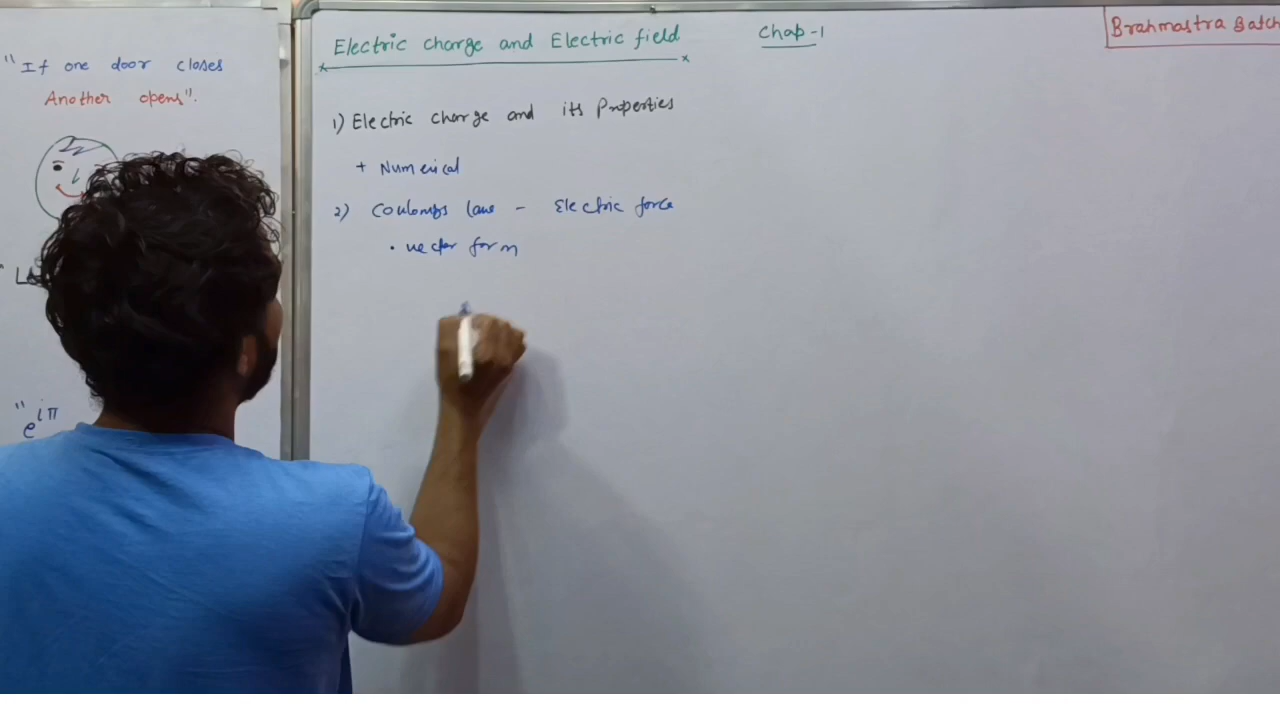 "If one door closes
Another opens".
"e^iπ
Electric charge and Electric field
Chap-1
Brahmastra Batch
1) Electric charge and its Properties
+ Numerical
2) Coulombs law - Electric force
• vector form